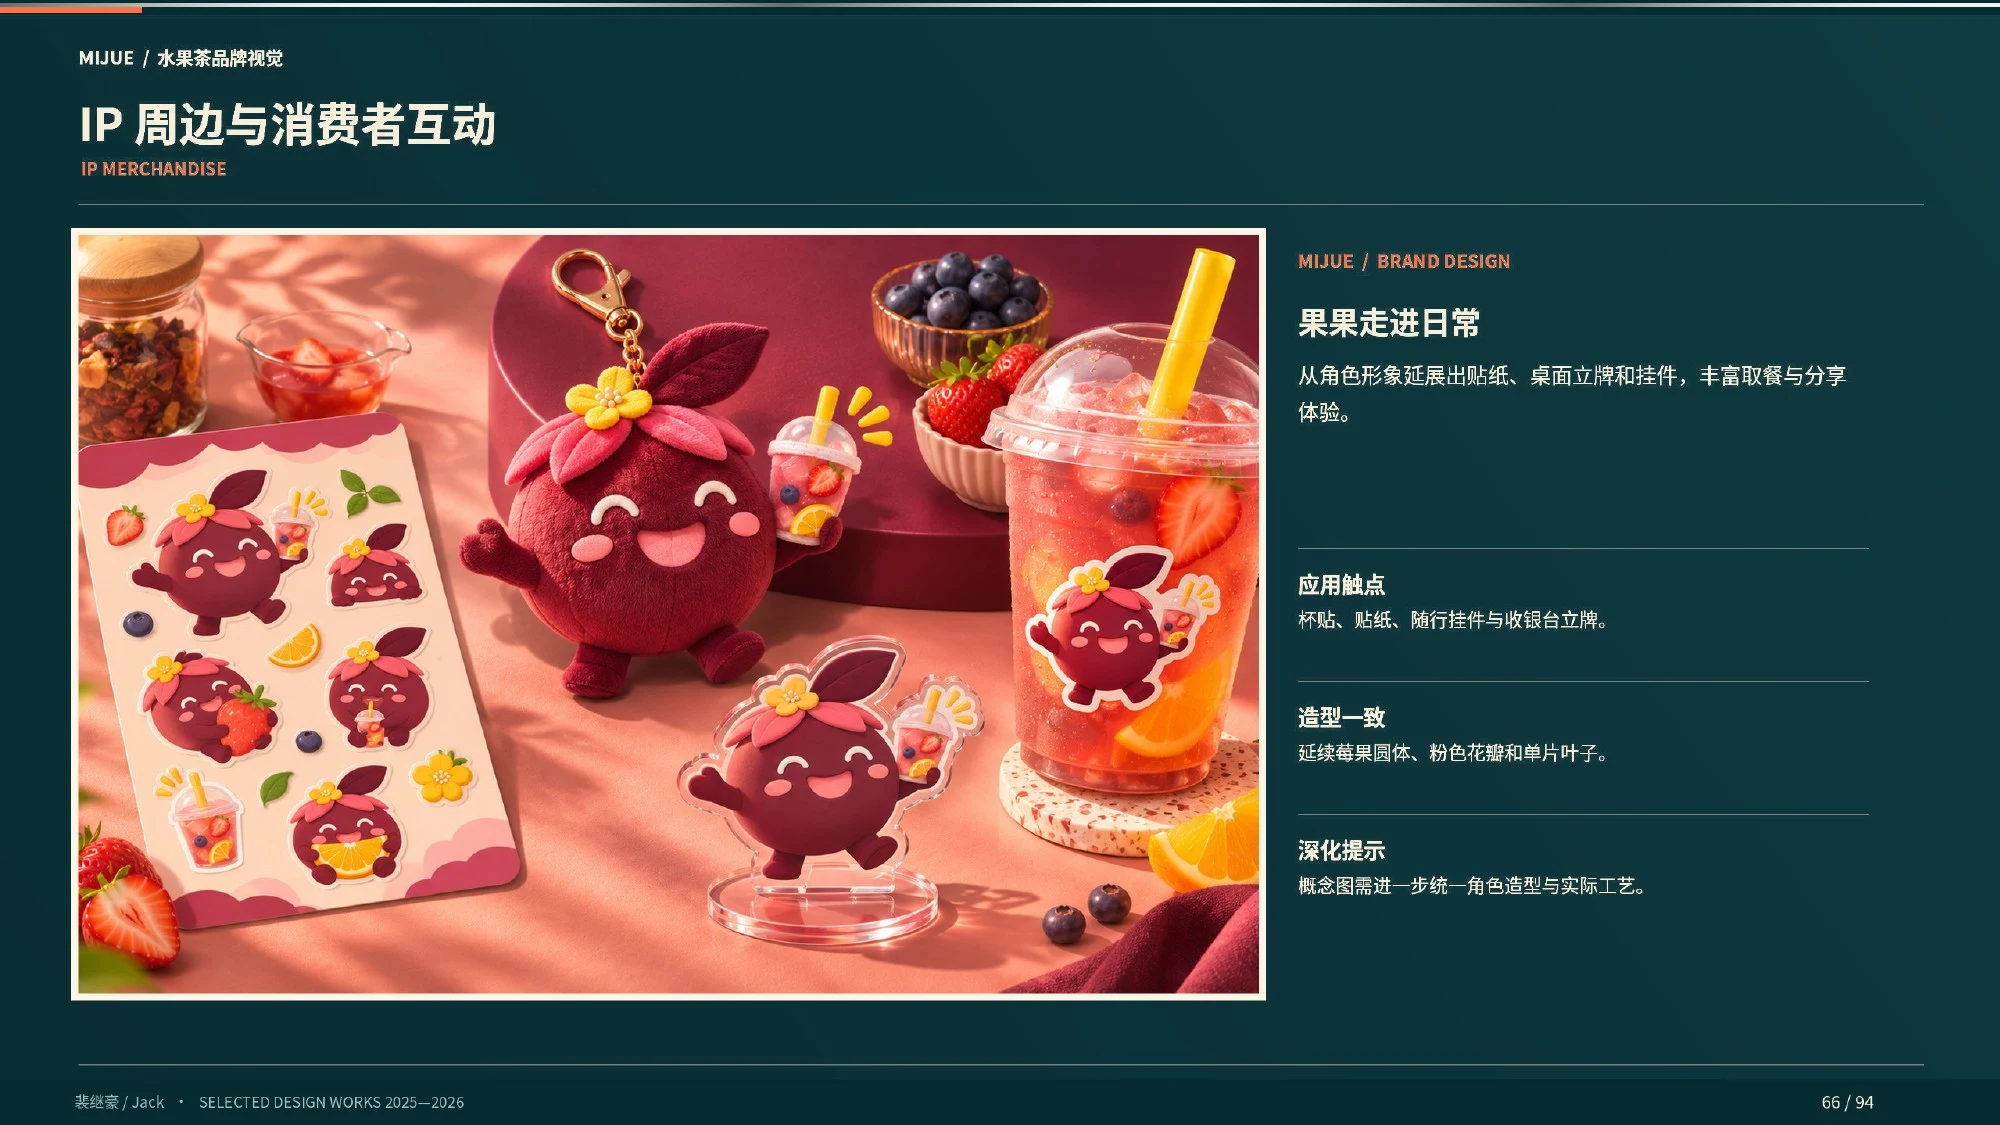 MIJUE / 水果茶品牌视觉
IP 周边与消费者互动
IP MERCHANDISE
MIJUE / BRAND DESIGN
果果走进日常
从角色形象延展出贴纸、桌面立牌和挂件，丰富取餐与分享
体验。
应用触点
杯贴、贴纸、随行挂件与收银台立牌。
造型一致
延续莓果圆体、粉色花瓣和单片叶子。
深化提示
概念图需进一步统一角色造型与实际工艺。
裴继豪 / Jack · SELECTED DESIGN WORKS 2025—2026
66 / 94